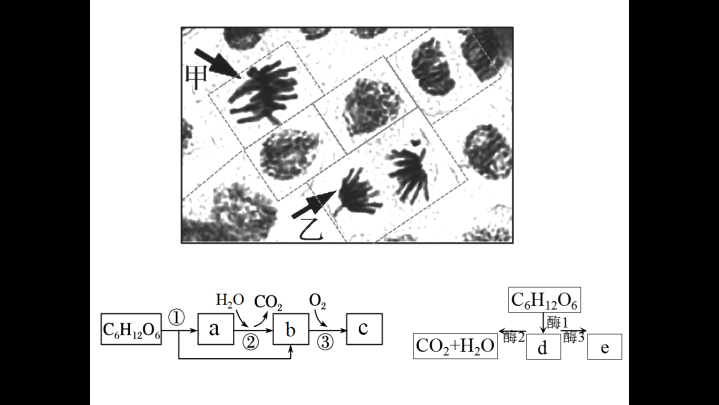 甲
乙
H₂O CO₂ O₂
C₆H₁₂O₆ ① a ② b ③ c
C₆H₁₂O₆
酶1
CO₂+H₂O 酶2 d 酶3 e